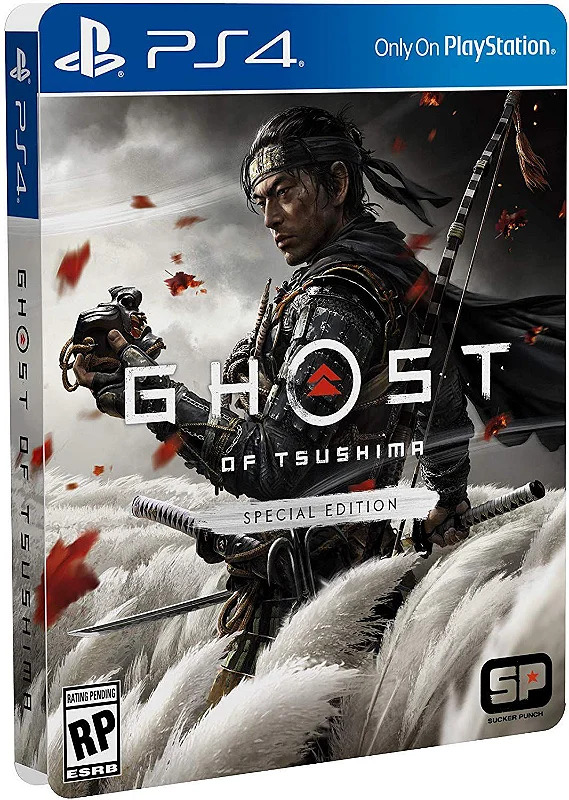 PS4
Only On PlayStation
PS4
GHOST OF TSUSHIMA
GHOST
OF TSUSHIMA
SPECIAL EDITION
RATING PENDING
RP
ESRB
SP
SUCKER PUNCH